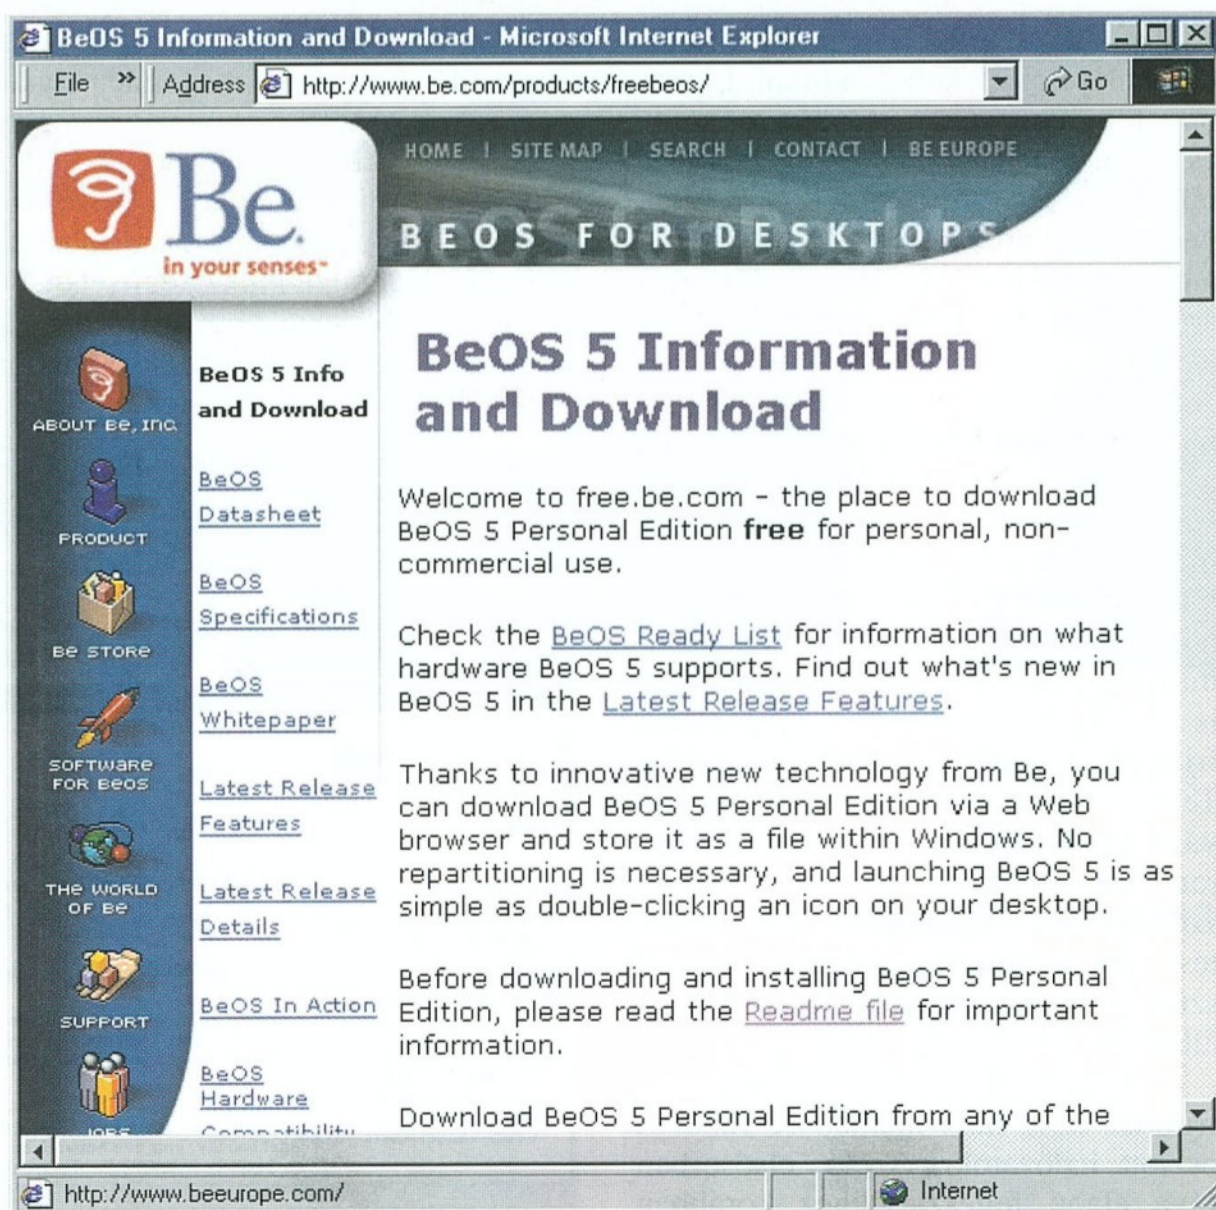 BeOS 5 Information and Download - Microsoft Internet Explorer
File » Address http://www.be.com/products/freebeos/ Go
Be.
in your senses™
HOME | SITE MAP | SEARCH | CONTACT | BE EUROPE
BEOS FOR DESKTOPS
ABOUT Be, Inc.
PRODUCT
Be STORE
SOFTWARE
FOR BEOS
THE WORLD
OF Be
SUPPORT
JOBS
BeOS 5 Info
and Download
BeOS
Datasheet
BeOS
Specifications
BeOS
Whitepaper
Latest Release
Features
Latest Release
Details
BeOS In Action
BeOS
Hardware
Compatibility
BeOS 5 Information
and Download
Welcome to free.be.com - the place to download
BeOS 5 Personal Edition free for personal, non-
commercial use.
Check the BeOS Ready List for information on what
hardware BeOS 5 supports. Find out what's new in
BeOS 5 in the Latest Release Features.
Thanks to innovative new technology from Be, you
can download BeOS 5 Personal Edition via a Web
browser and store it as a file within Windows. No
repartitioning is necessary, and launching BeOS 5 is as
simple as double-clicking an icon on your desktop.
Before downloading and installing BeOS 5 Personal
Edition, please read the Readme file for important
information.
Download BeOS 5 Personal Edition from any of the
http://www.beeurope.com/
Internet